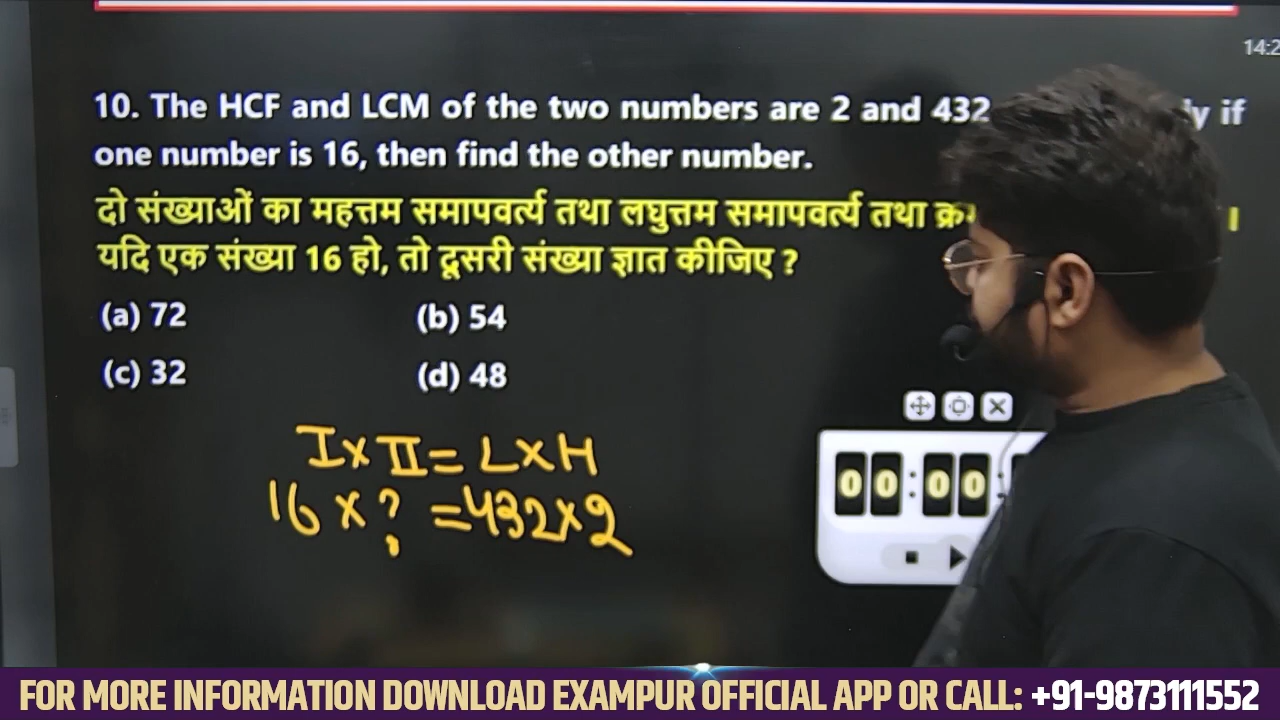 14:2
10. The HCF and LCM of the two numbers are 2 and 432 if
one number is 16, then find the other number.
दो संख्याओं का महत्तम समापवर्त्य तथा लघुत्तम समापवर्त्य तथा
यदि एक संख्या 16 हो, तो दूसरी संख्या ज्ञात कीजिए ?
(a) 72 (b) 54
(c) 32 (d) 48
I x II = L x H
16 x ? = 432 x 2
00:00:
FOR MORE INFORMATION DOWNLOAD EXAMPUR OFFICIAL APP OR CALL: +91-9873111552